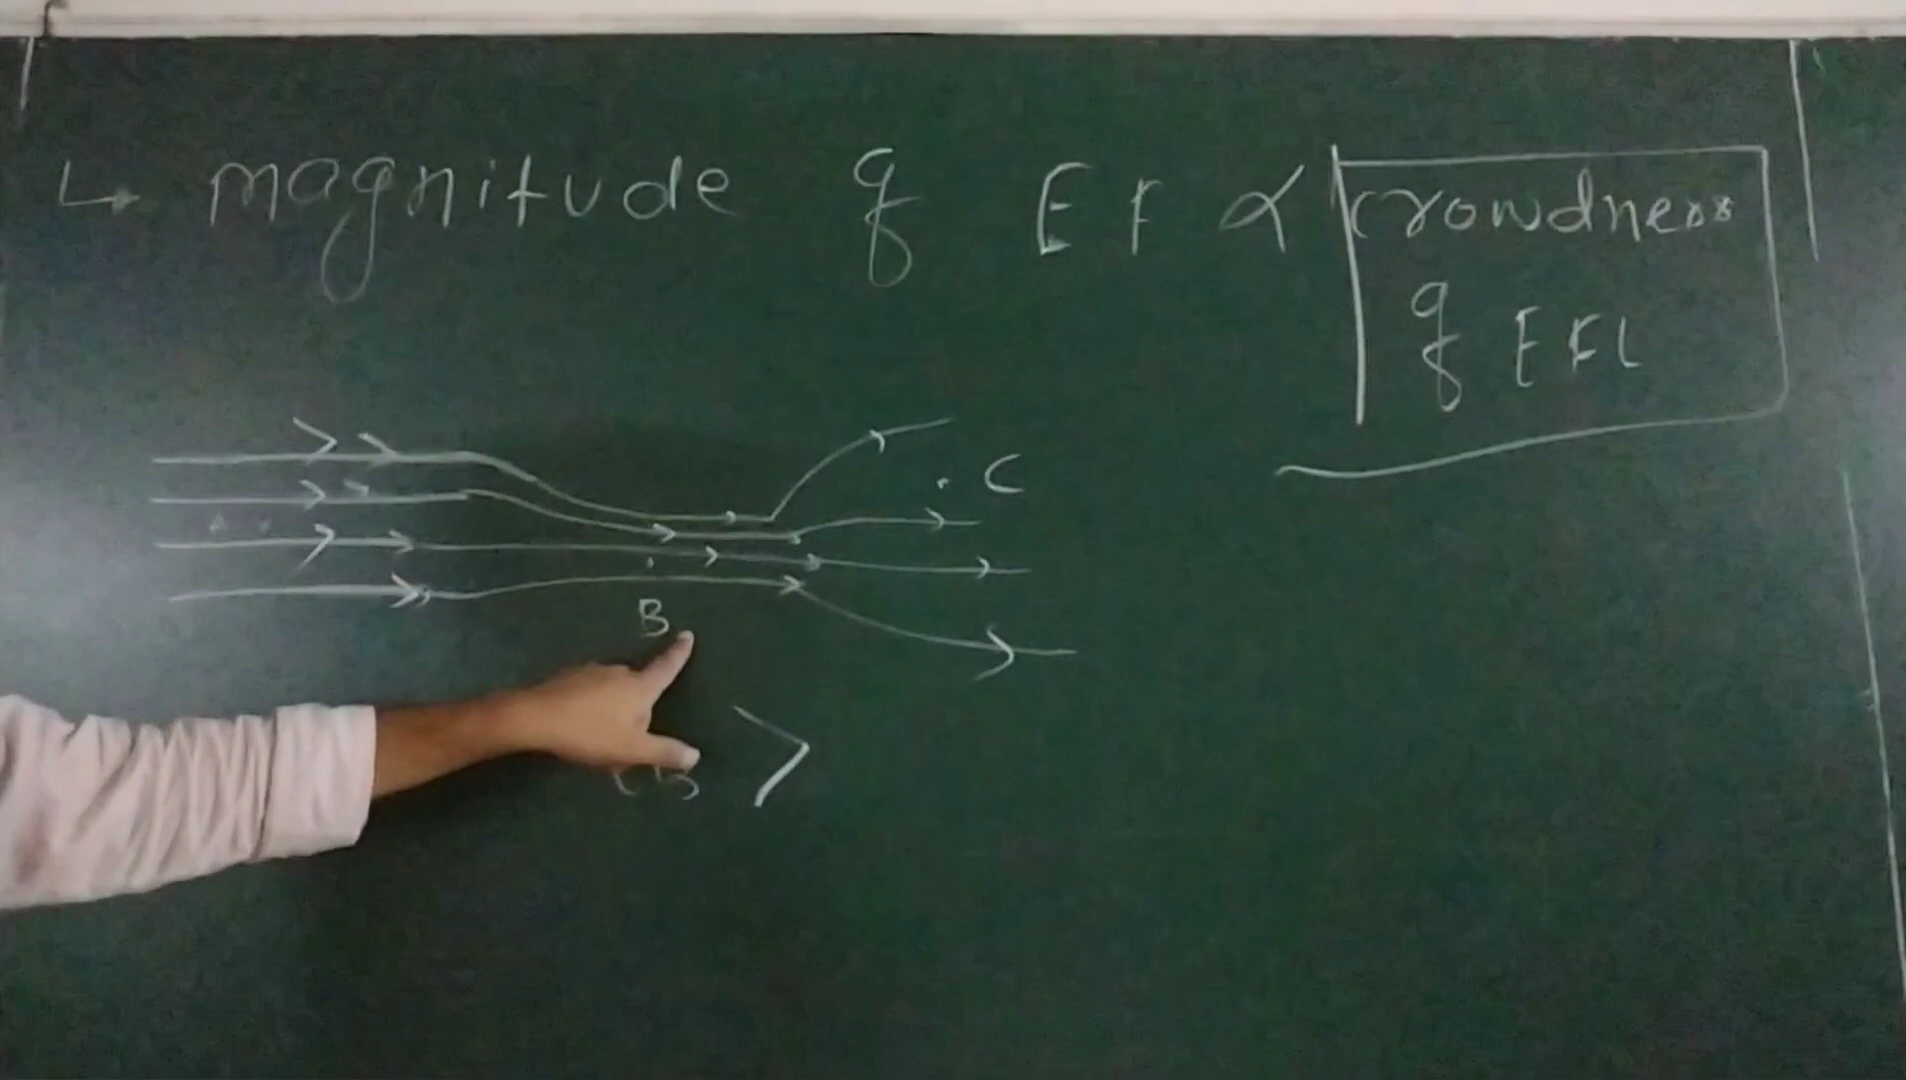 ↳ magnitude of EF ∝ crowdness
of EFL
C
B
>